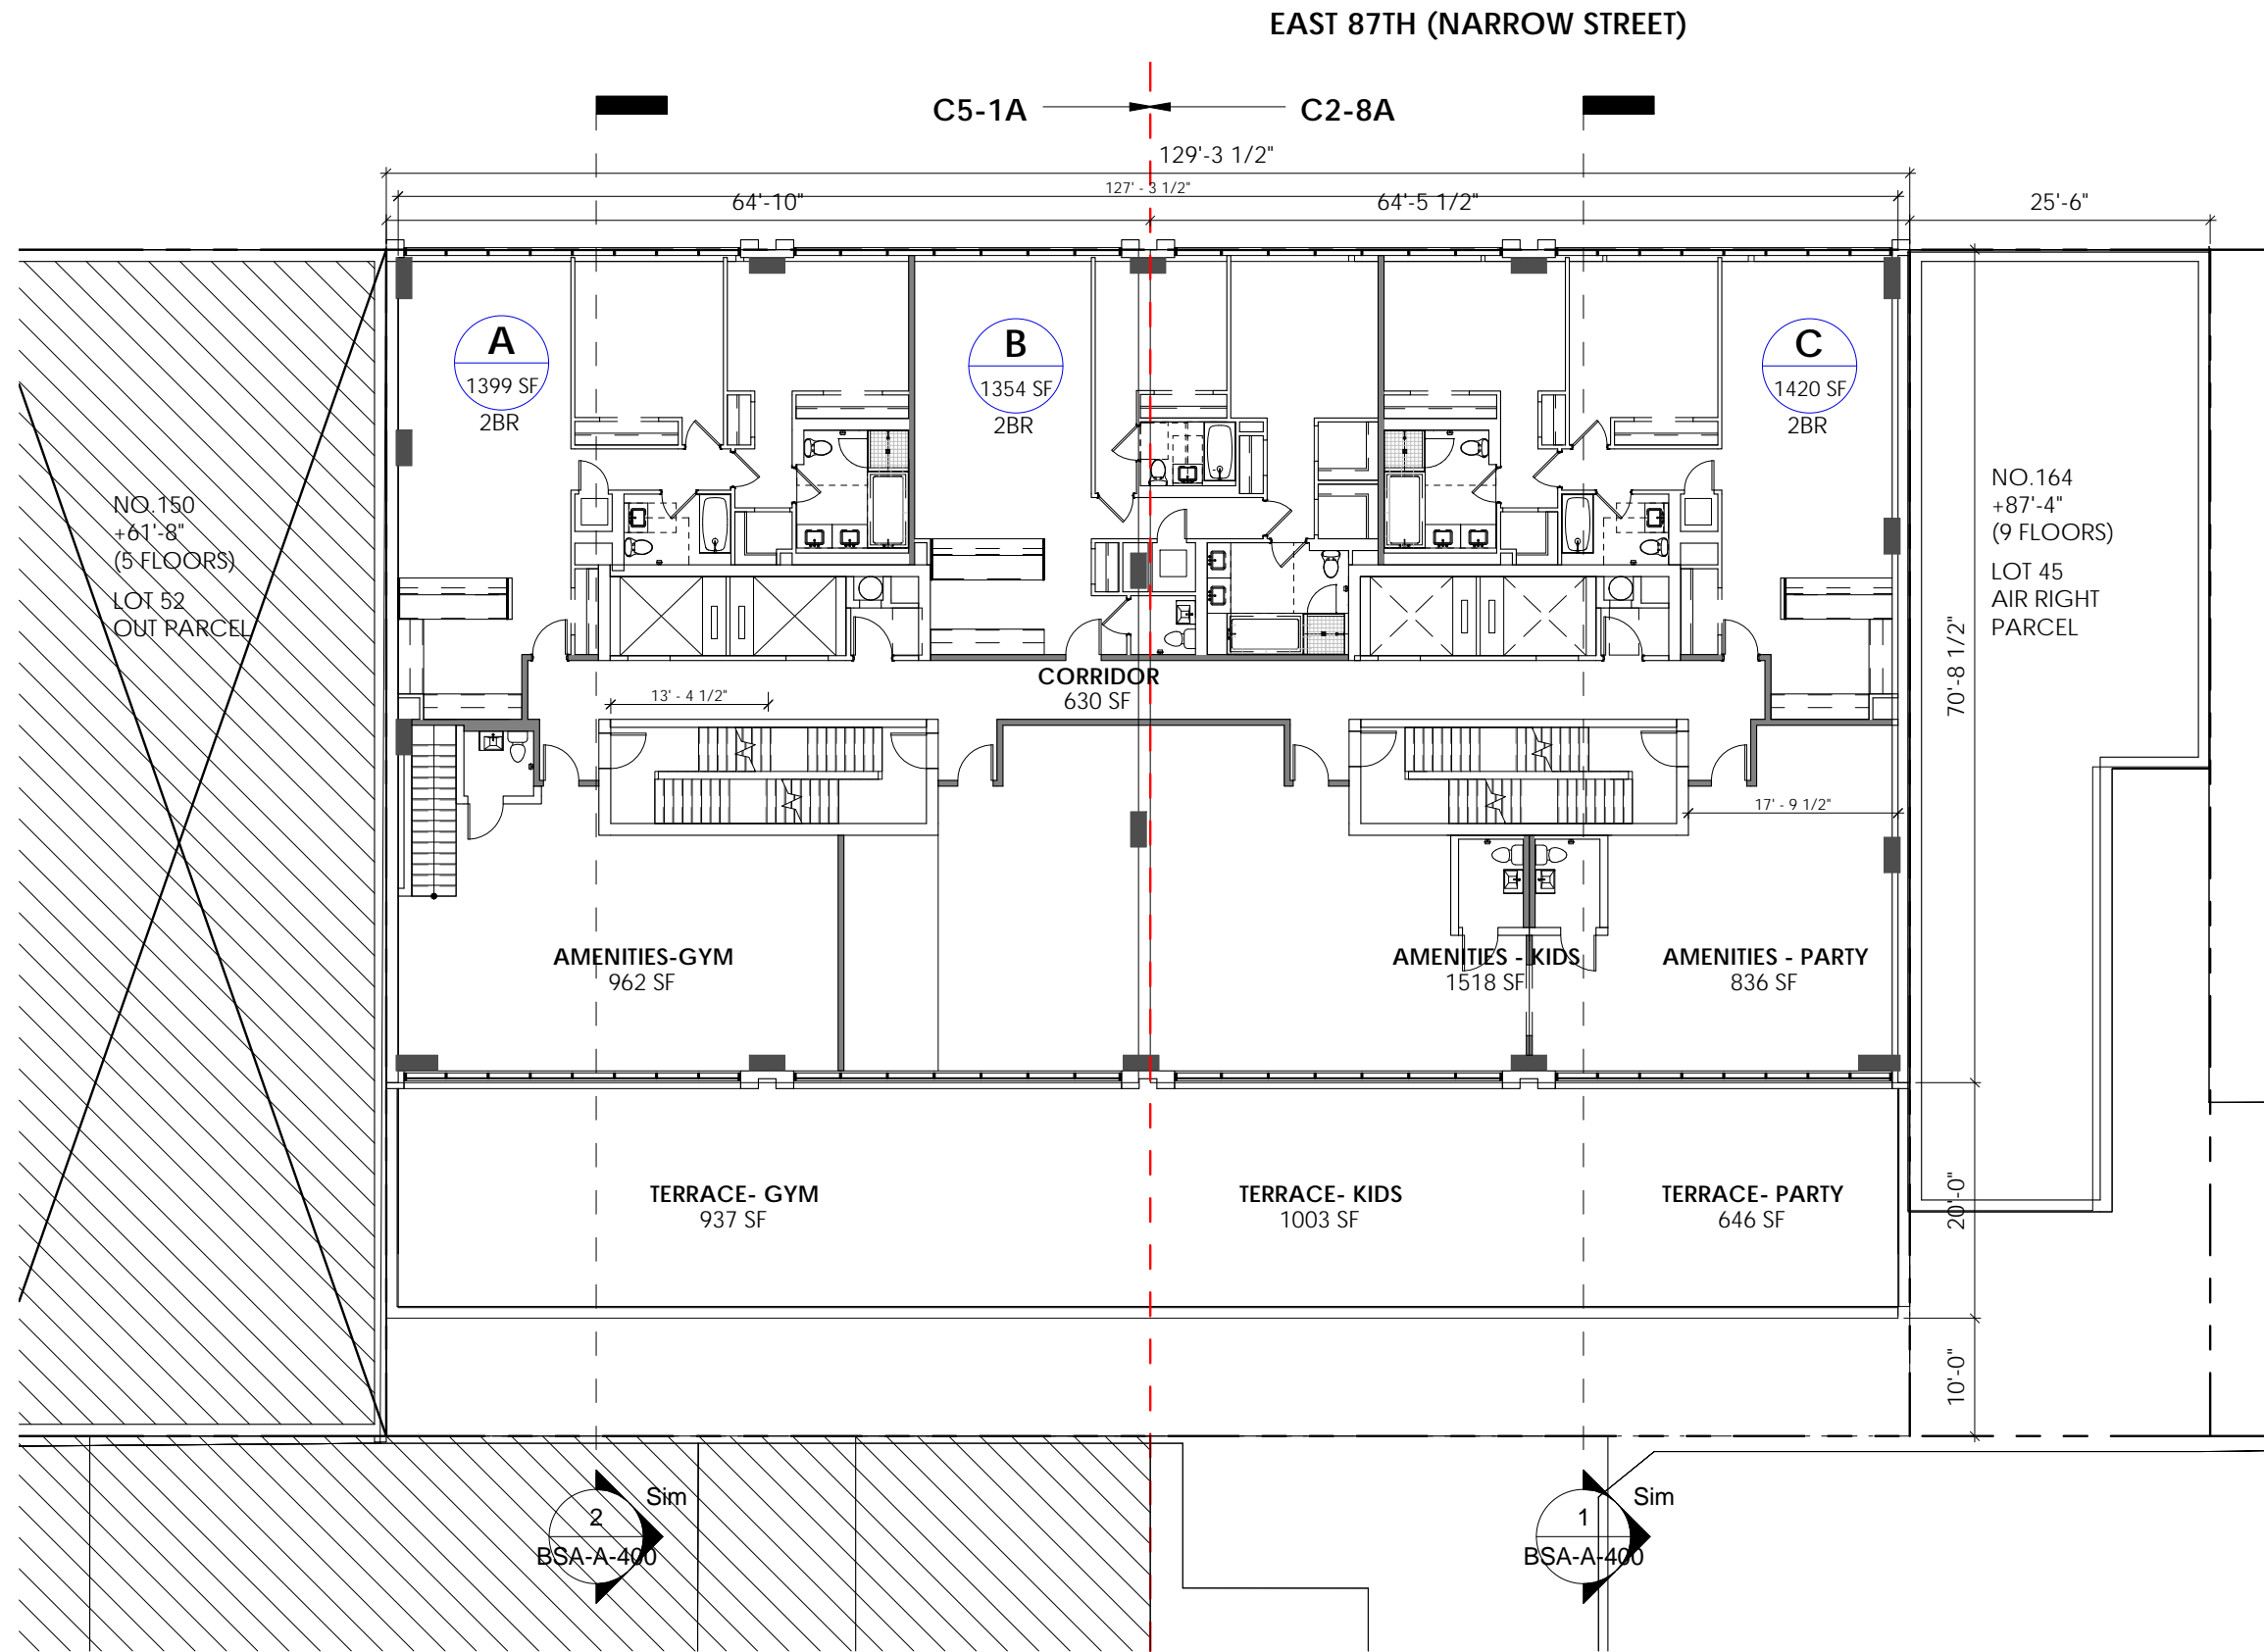 EAST 87TH (NARROW STREET)
C5-1A
C2-8A
129'-3 1/2"
127' - 3 1/2"
64'-10"
64'-5 1/2"
25'-6"
A
1399 SF
2BR
B
1354 SF
2BR
C
1420 SF
2BR
NO.150
+61'-8"
(5 FLOORS)
LOT 52
OUT PARCEL
NO.164
+87'-4"
(9 FLOORS)
LOT 45
AIR RIGHT
PARCEL
70'-8 1/2"
CORRIDOR
630 SF
13' - 4 1/2"
17' - 9 1/2"
AMENITIES-GYM
962 SF
AMENITIES - KIDS
1518 SF
AMENITIES - PARTY
836 SF
TERRACE- GYM
937 SF
TERRACE- KIDS
1003 SF
TERRACE- PARTY
646 SF
20'-0"
10'-0"
2
BSA-A-400
Sim
1
BSA-A-400
Sim